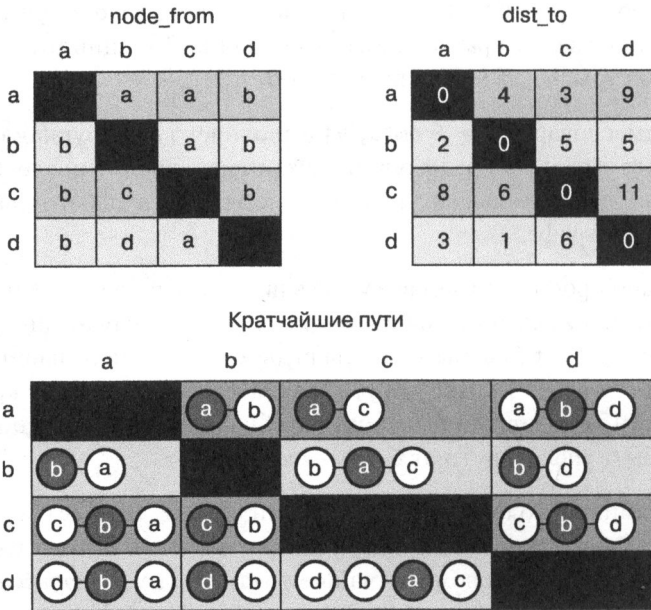 node_from dist_to
a b c d a b c d
a a a b a 0 4 3 9
b b a b b 2 0 5 5
c b c b c 8 6 0 11
d b d a d 3 1 6 0
Кратчайшие пути
a b c d
a a b a c a b d
b b a b a c b d
c c b a c b c b d
d d b a d b d b a c